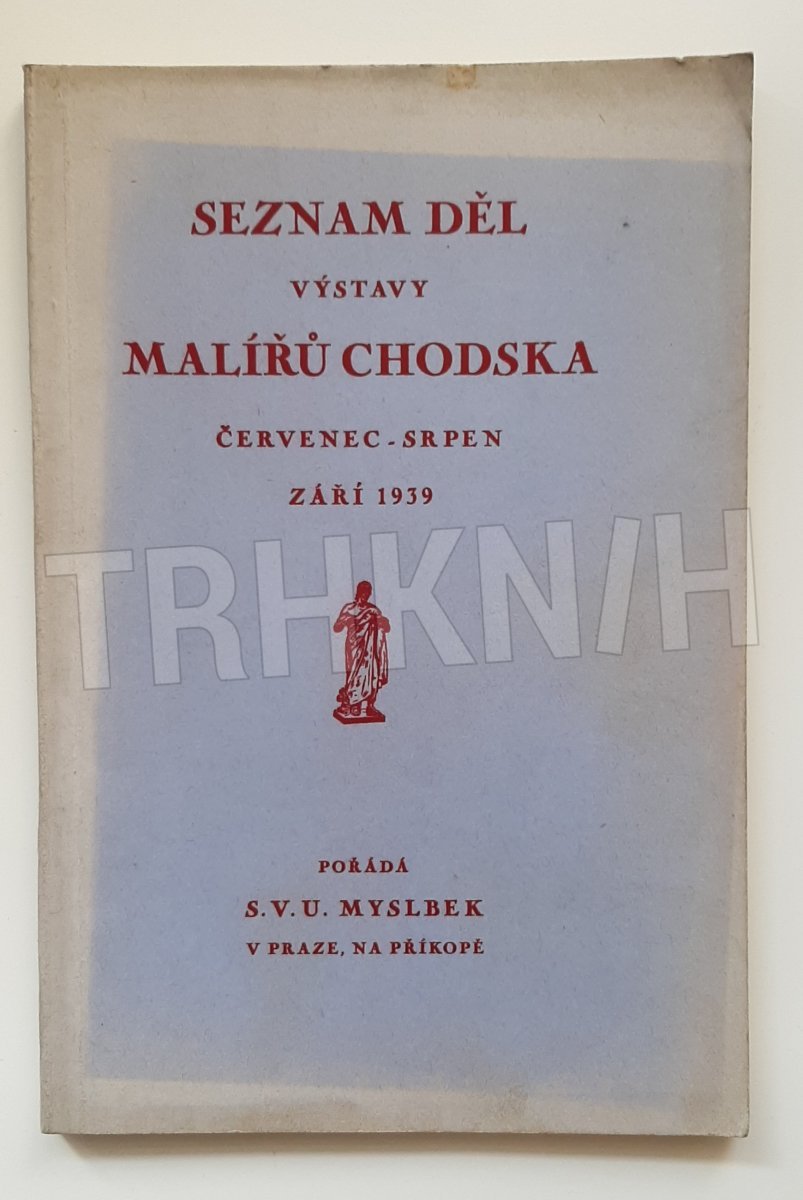 SEZNAM DĚL
VÝSTAVY
MALÍŘŮ CHODSKA
ČERVENEC - SRPEN
ZÁŘÍ 1939
TRHKNIH
POŘÁDÁ
S. V. U. MYSLBEK
V PRAZE, NA PŘÍKOPĚ